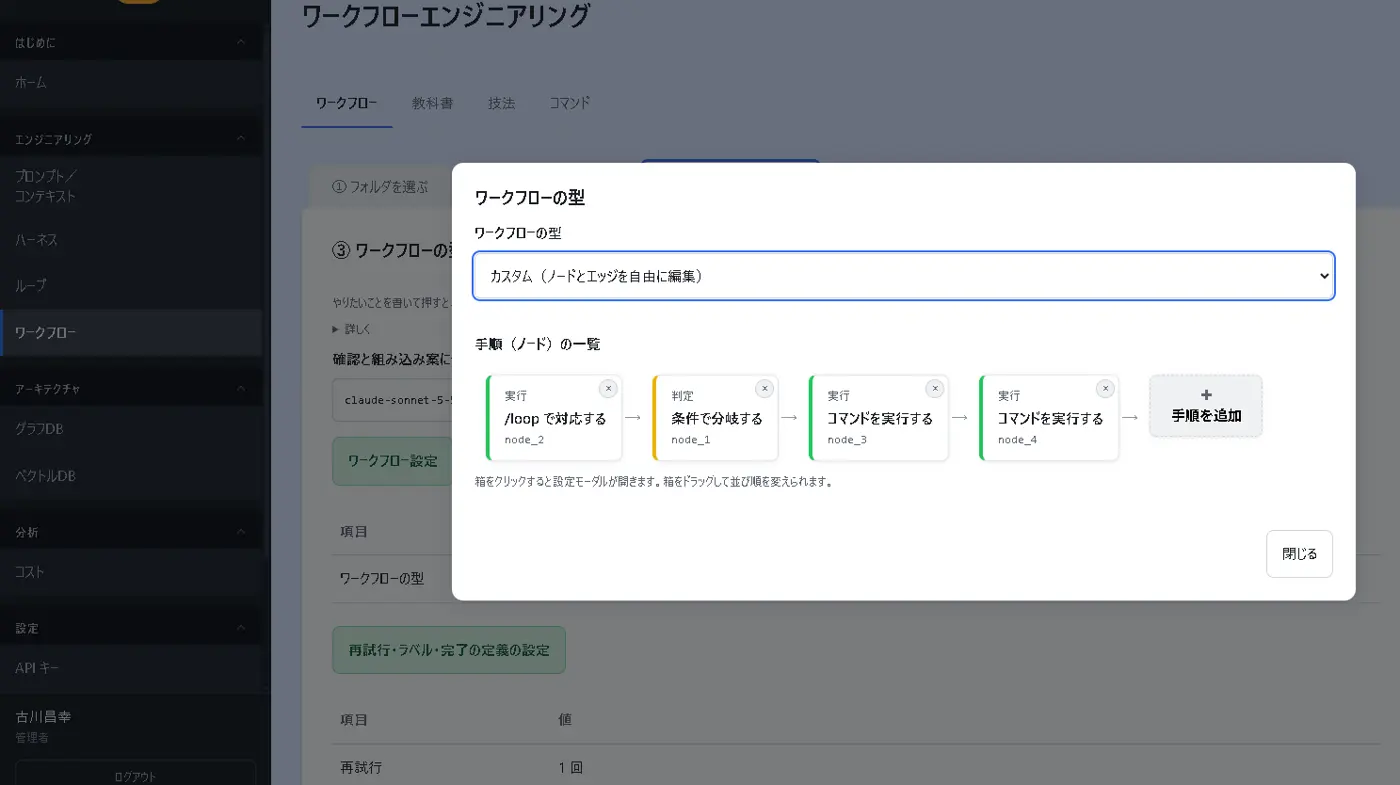 はじめに
ホーム
エンジニアリング
プロンプト／
コンテキスト
ハーネス
ループ
ワークフロー
アーキテクチャ
グラフDB
ベクトルDB
分析
コスト
設定
API キー
古川昌幸
管理者
ログアウト
ワークフローエンジニアリング
ワークフロー 教科書 技法 コマンド
① フォルダを選ぶ
③ ワークフローの
やりたいことを書いて押すと
▶ 詳しく
確認と組み込み案に
claude-sonnet-5-
ワークフロー設定
項目
ワークフローの型
再試行・ラベル・完了の定義の設定
項目 値
再試行 1 回
ワークフローの型
ワークフローの型
カスタム（ノードとエッジを自由に編集）
手順（ノード）の一覧
実行
/loop で対応する
node_2
→
判定
条件で分岐する
node_1
→
実行
コマンドを実行する
node_3
→
実行
コマンドを実行する
node_4
→
+
手順を追加
箱をクリックすると設定モーダルが開きます。箱をドラッグして並び順を変えられます。
閉じる